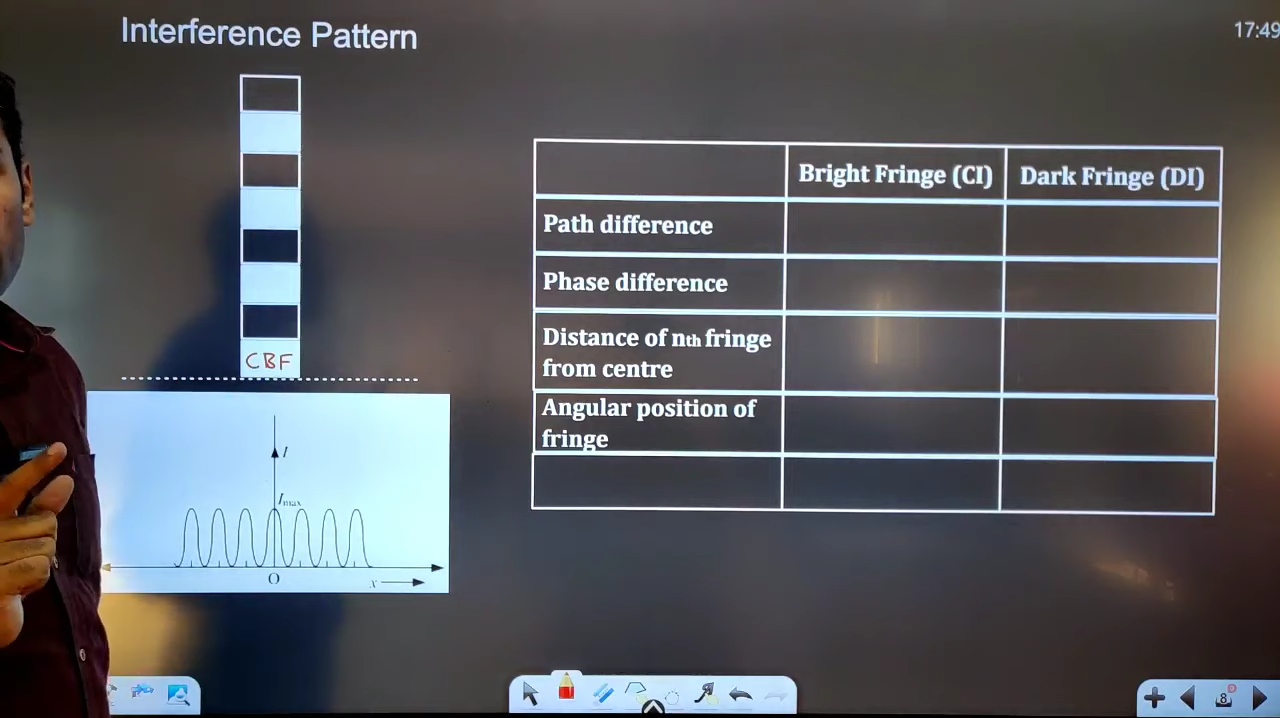 Interference Pattern
17:49
CBF
I
Imax
O
x
Bright Fringe (CI) Dark Fringe (DI)
Path difference
Phase difference
Distance of nth fringe
from centre
Angular position of
fringe
8